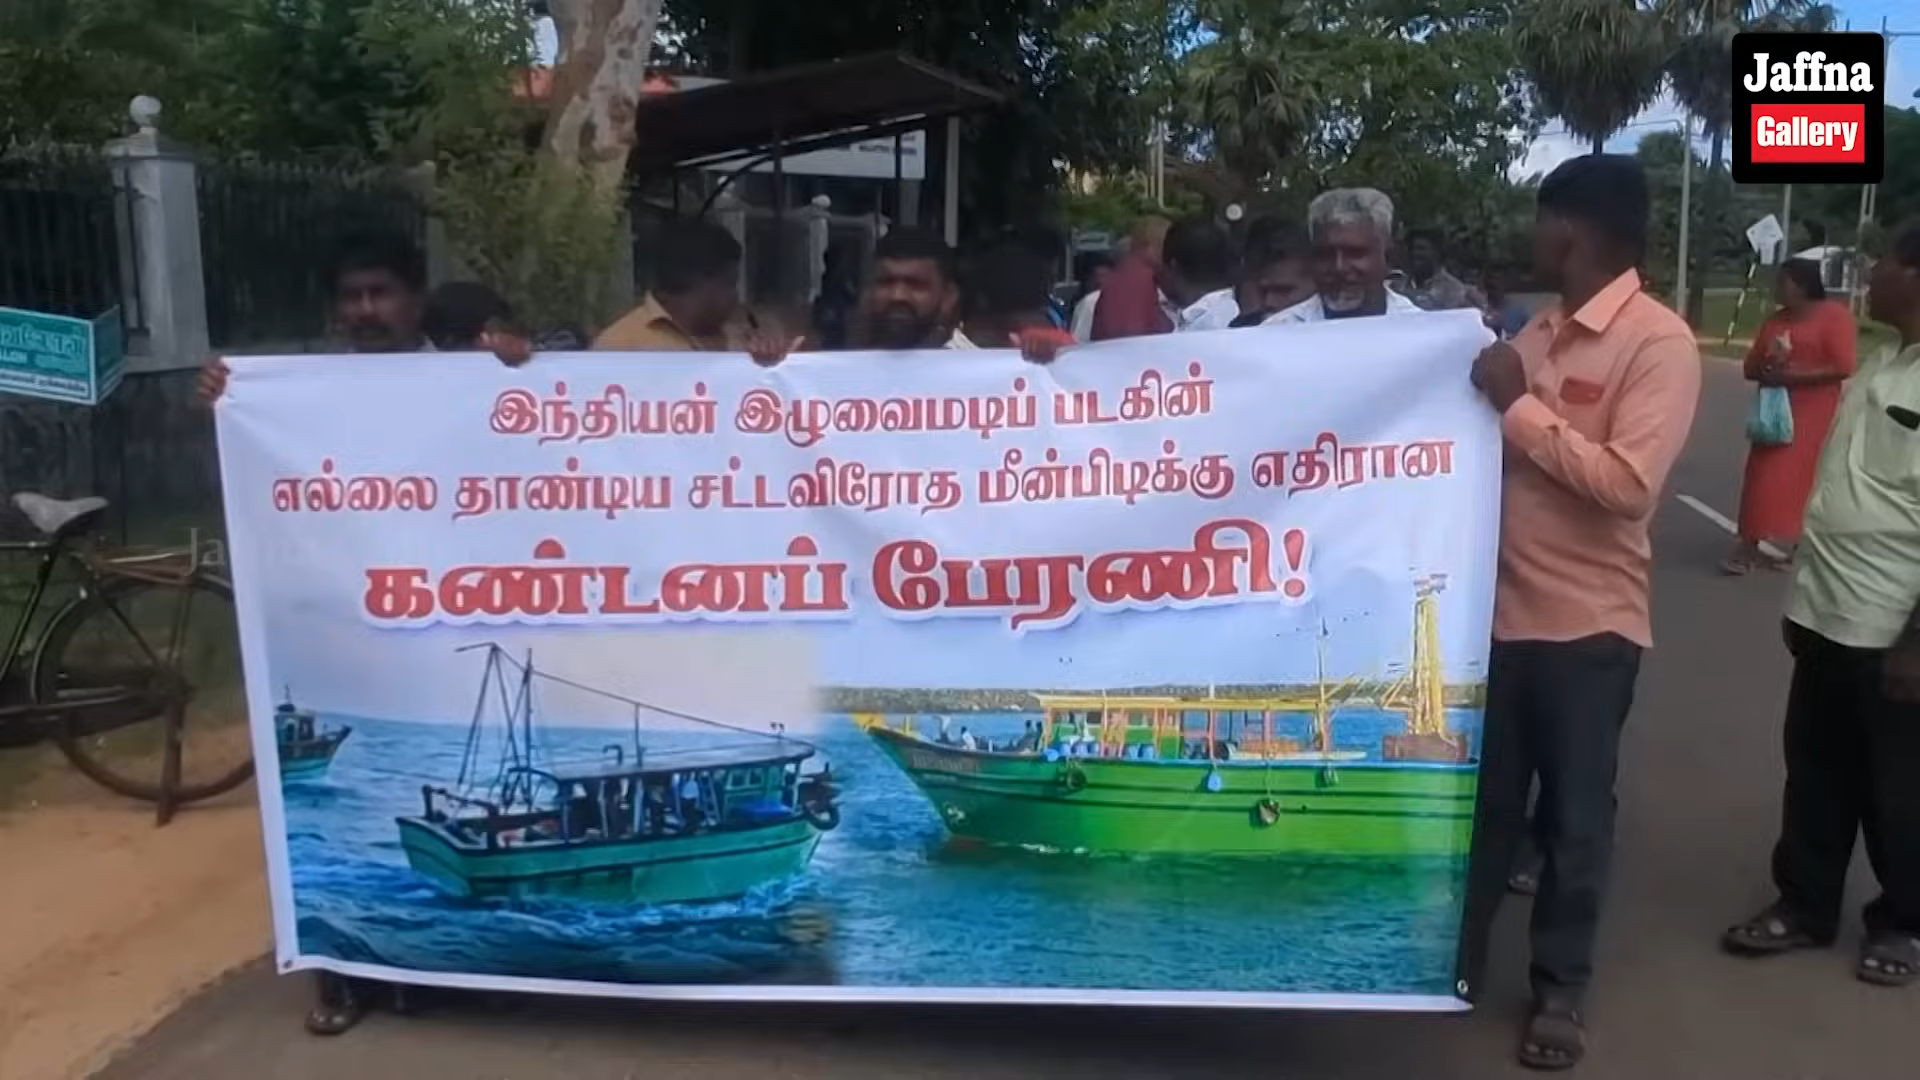 Jaffna
Gallery
இந்தியன் இழுவைமடிப் படகின்
எல்லை தாண்டிய சட்டவிரோத மீன்பிடிக்கு எதிரான
கண்டனப் பேரணி!